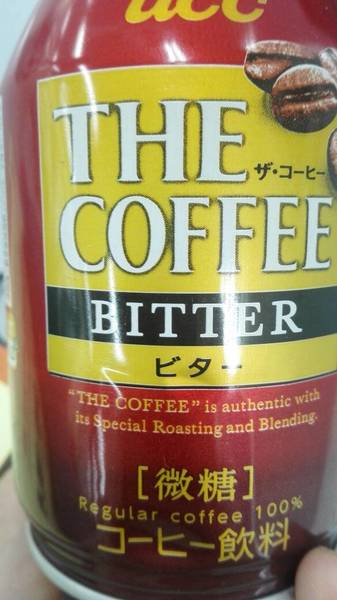 ucc
THE
ザ・コーヒー
COFFEE
BITTER
ビター
"THE COFFEE" is authentic with
its Special Roasting and Blending.
[微糖]
Regular coffee 100%
コーヒー飲料